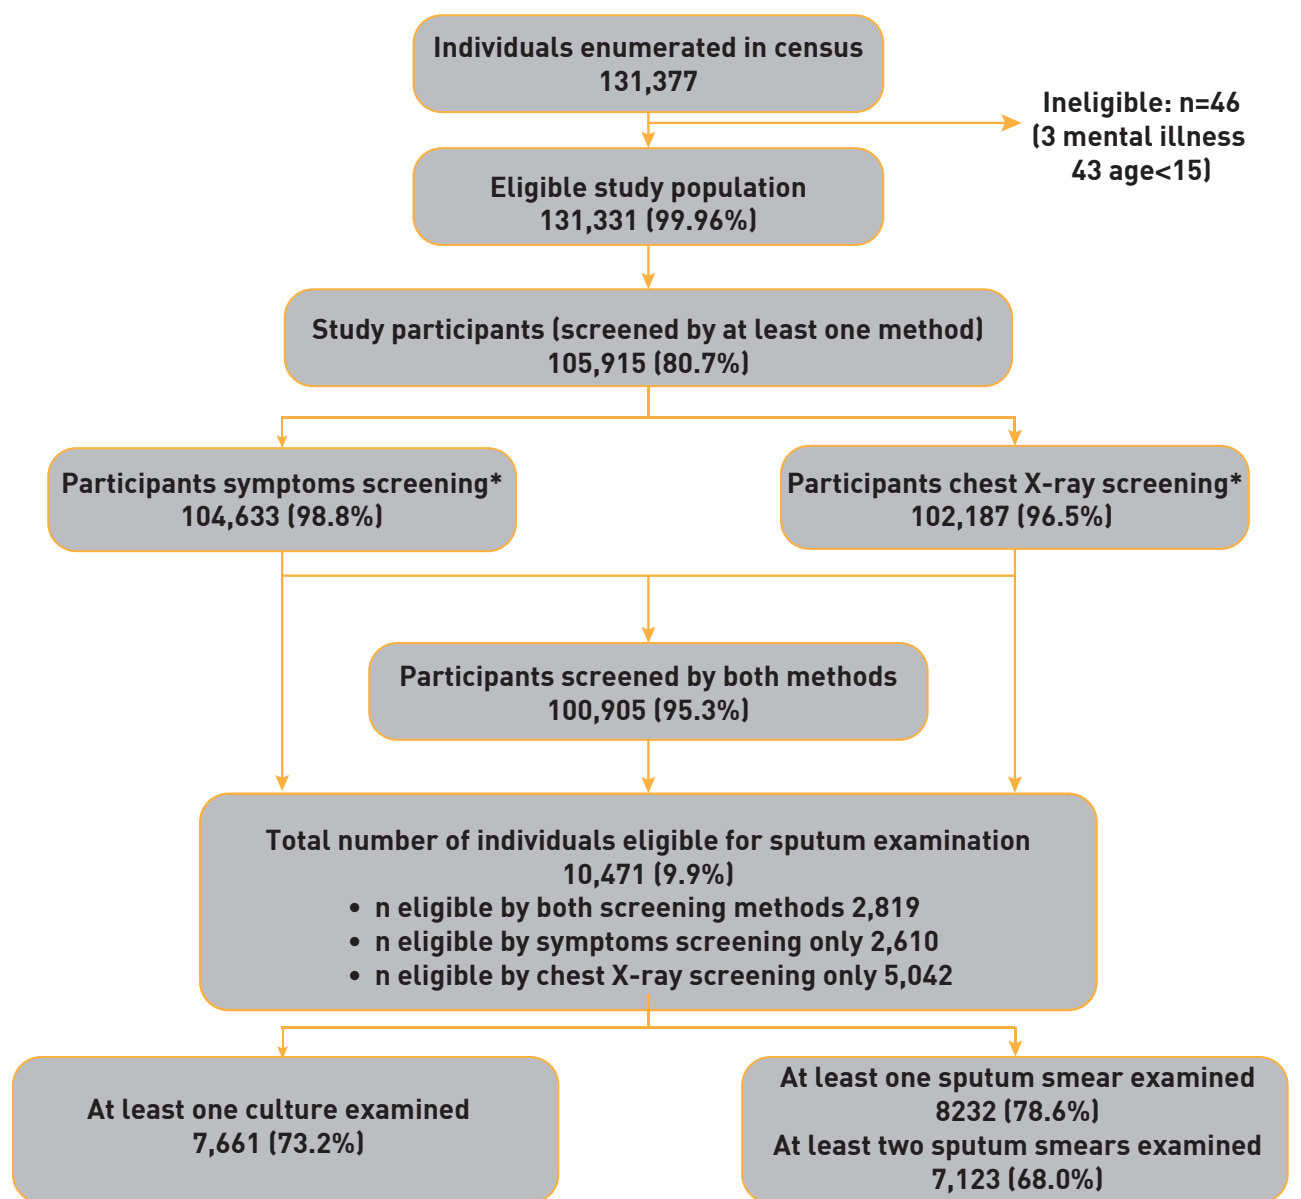 Individuals enumerated in census
131,377
Ineligible: n=46
(3 mental illness
43 age<15)
Eligible study population
131,331 (99.96%)
Study participants (screened by at least one method)
105,915 (80.7%)
Participants symptoms screening*
104,633 (98.8%)
Participants chest X-ray screening*
102,187 (96.5%)
Participants screened by both methods
100,905 (95.3%)
Total number of individuals eligible for sputum examination
10,471 (9.9%)
• n eligible by both screening methods 2,819
• n eligible by symptoms screening only 2,610
• n eligible by chest X-ray screening only 5,042
At least one culture examined
7,661 (73.2%)
At least one sputum smear examined
8232 (78.6%)
At least two sputum smears examined
7,123 (68.0%)